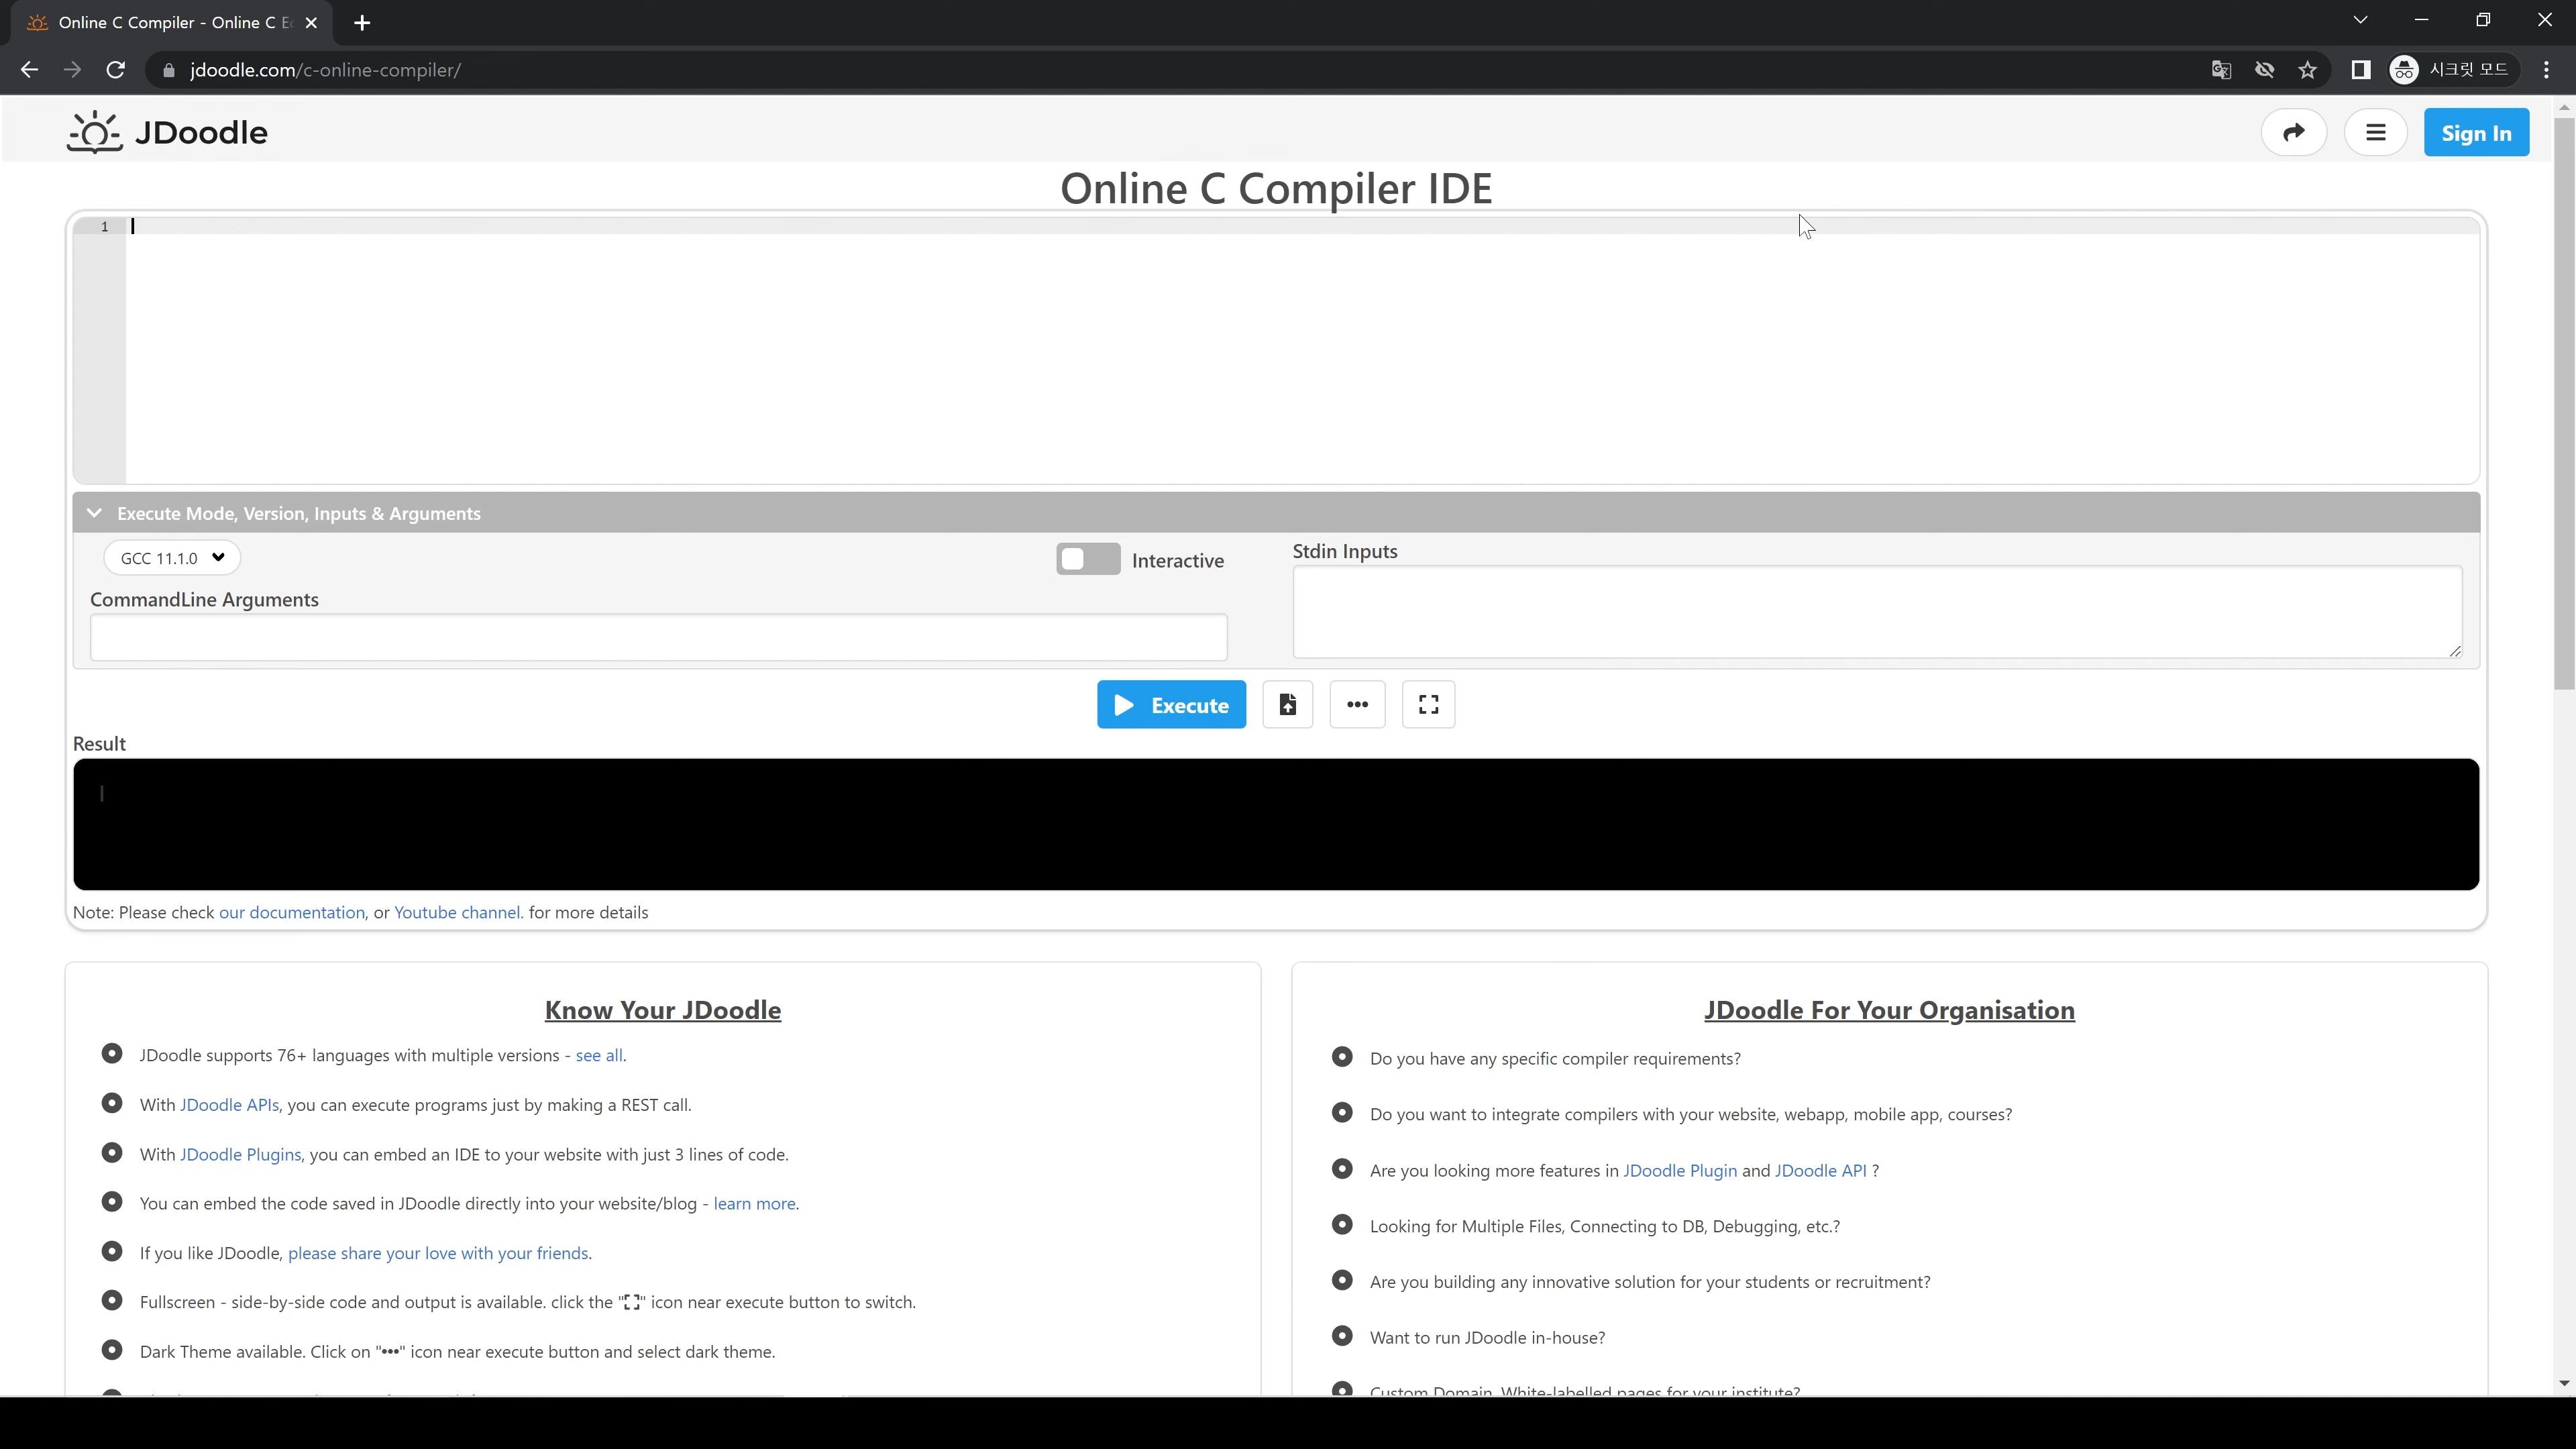 Online C Compiler - Online C E
jdoodle.com/c-online-compiler/
시크릿 모드
JDoodle
Sign In
Online C Compiler IDE
1
Execute Mode, Version, Inputs & Arguments
GCC 11.1.0
Interactive
Stdin Inputs
CommandLine Arguments
Execute
Result
Note: Please check our documentation, or Youtube channel. for more details
Know Your JDoodle
JDoodle supports 76+ languages with multiple versions - see all.
With JDoodle APIs, you can execute programs just by making a REST call.
With JDoodle Plugins, you can embed an IDE to your website with just 3 lines of code.
You can embed the code saved in JDoodle directly into your website/blog - learn more.
If you like JDoodle, please share your love with your friends.
Fullscreen - side-by-side code and output is available. click the "⛶" icon near execute button to switch.
Dark Theme available. Click on "•••" icon near execute button and select dark theme.
JDoodle For Your Organisation
Do you have any specific compiler requirements?
Do you want to integrate compilers with your website, webapp, mobile app, courses?
Are you looking more features in JDoodle Plugin and JDoodle API ?
Looking for Multiple Files, Connecting to DB, Debugging, etc.?
Are you building any innovative solution for your students or recruitment?
Want to run JDoodle in-house?
Custom Domain, White-labelled pages for your institute?